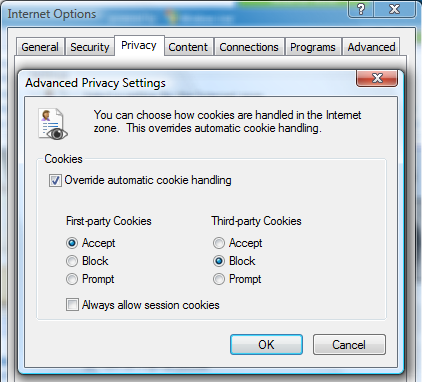 Internet Options
General Security Privacy Content Connections Programs Advanced
Advanced Privacy Settings
You can choose how cookies are handled in the Internet
zone. This overrides automatic cookie handling.
Cookies
Override automatic cookie handling
First-party Cookies Third-party Cookies
Accept Accept
Block Block
Prompt Prompt
Always allow session cookies
OK Cancel